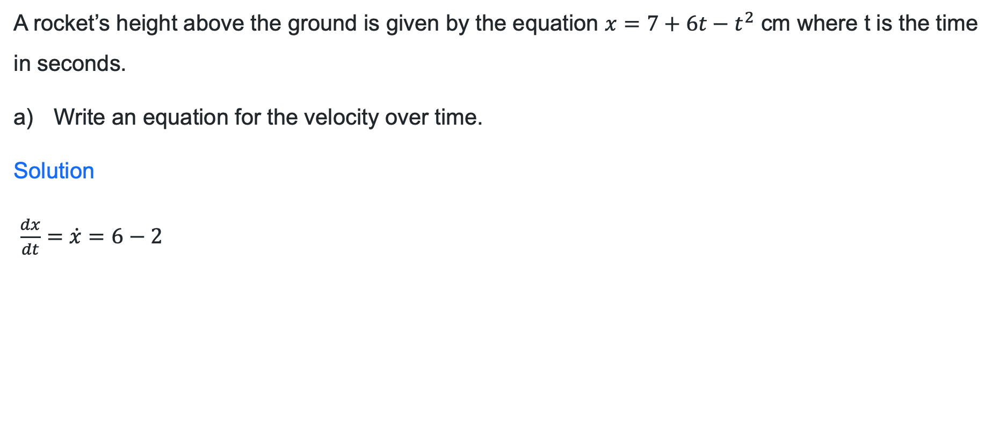 A rocket’s height above the ground is given by the equation x = 7 + 6t − t² cm where t is the time
in seconds.
a) Write an equation for the velocity over time.
Solution
dx/dt = ẋ = 6 − 2